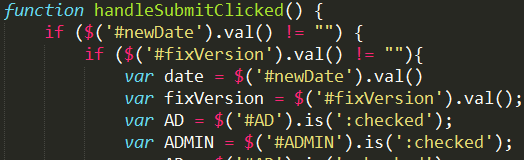 function handleSubmitClicked() {
    if ($('#newDate').val() != "") {
        if ($('#fixVersion').val() != ""){
            var date = $('#newDate').val()
            var fixVersion = $('#fixVersion').val();
            var AD = $('#AD').is(':checked');
            var ADMIN = $('#ADMIN').is(':checked');